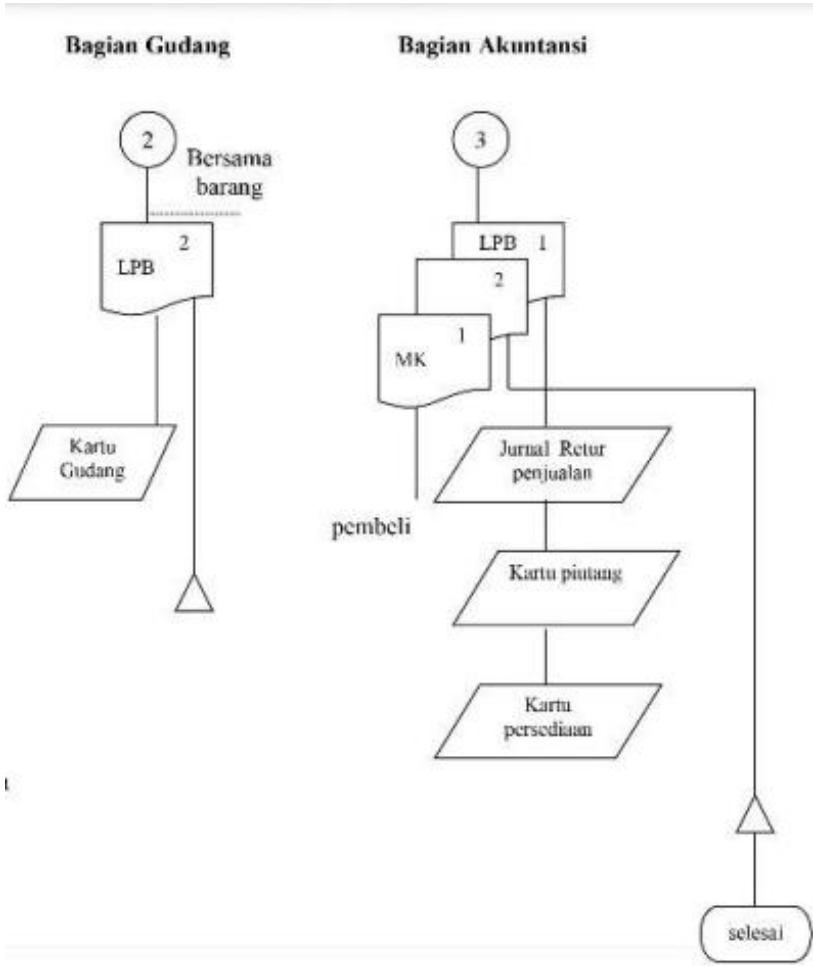 Bagian Gudang
2
Bersama
barang
2
LPB
Kartu
Gudang
Bagian Akuntansi
3
LPB 1
2
1
MK
Jurnal Retur
penjualan
pembeli
Kartu piutang
Kartu
persediaan
selesai